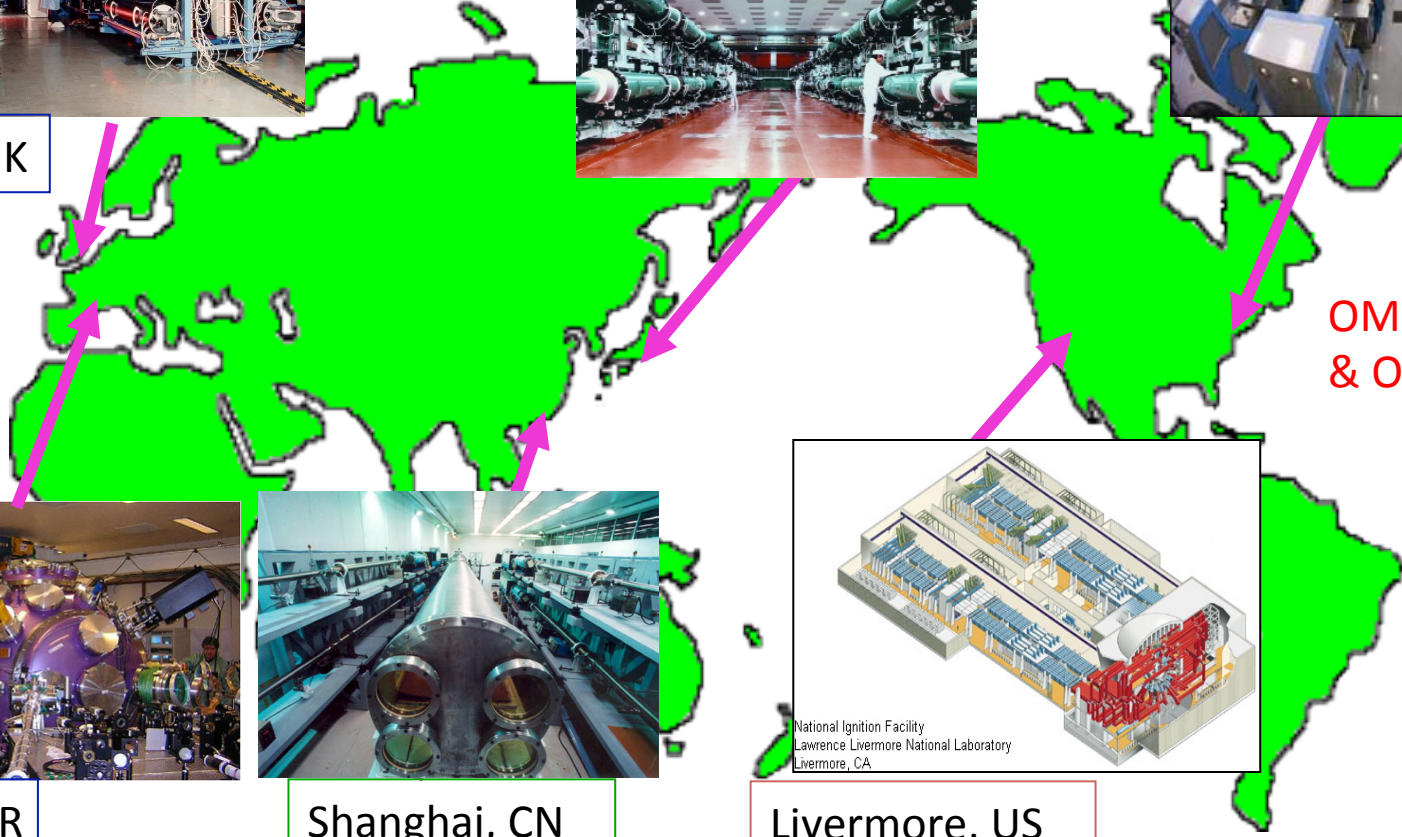 K
OM
& O
National Ignition Facility
Lawrence Livermore National Laboratory
Livermore, CA
R
Shanghai, CN
Livermore, US